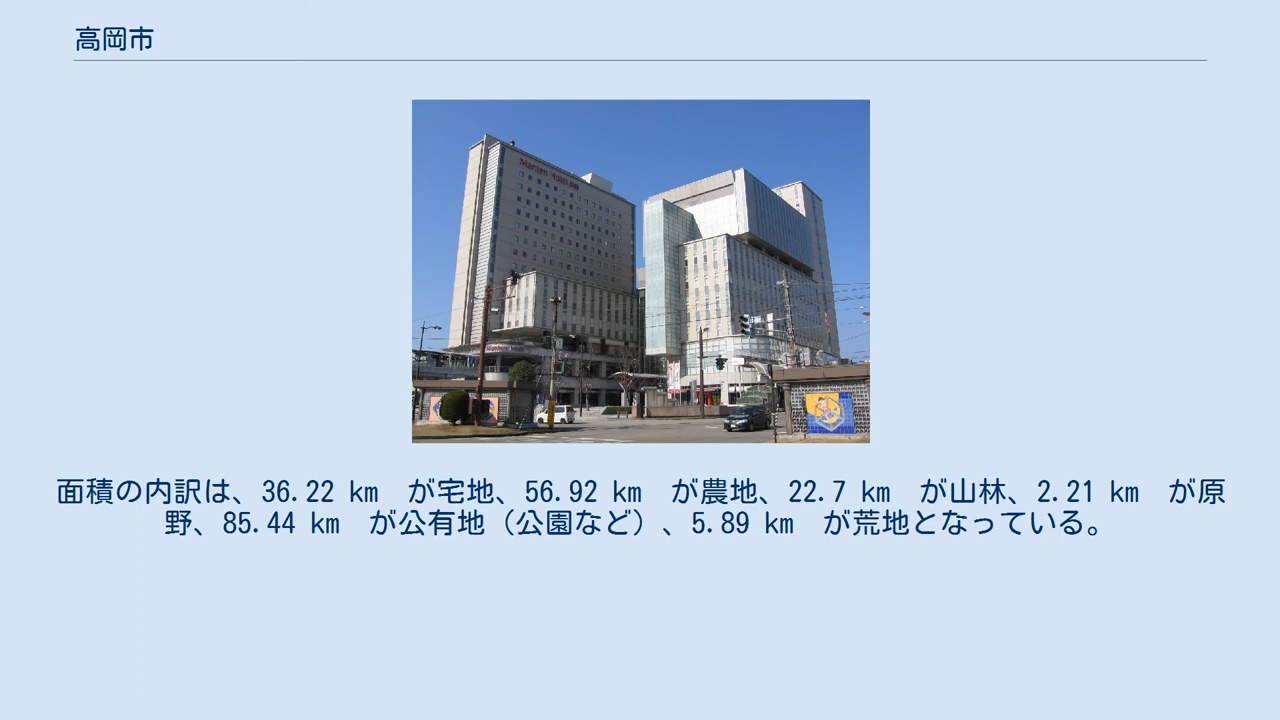 高岡市
Manten Hotel
面積の内訳は、36.22 km　が宅地、56.92 km　が農地、22.7 km　が山林、2.21 km　が原
野、85.44 km　が公有地（公園など）、5.89 km　が荒地となっている。